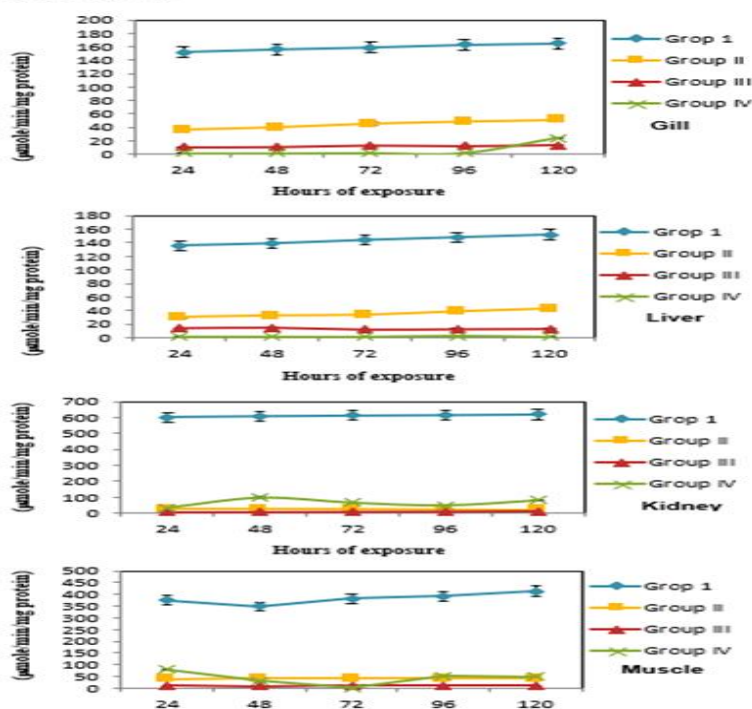 200
180
160
140
120
100
80
60
40
20
0
(μmole/min/mg protein)
24 48 72 96 120
Hours of exposure
Grop 1
Group II
Group III
Group IV
Gill
180
160
140
120
100
80
60
40
20
0
(μmole/min/mg protein)
24 48 72 96 120
Hours of exposure
Grop 1
Group II
Group III
Group IV
Liver
700
600
500
400
300
200
100
0
(μmole/min/mg protein)
24 48 72 96 120
Hours of exposure
Grop 1
Group II
Group III
Group IV
Kidney
500
450
400
350
300
250
200
150
100
50
0
(μmole/min/mg protein)
24 48 72 96 120
Grop 1
Group II
Group III
Group IV
Muscle